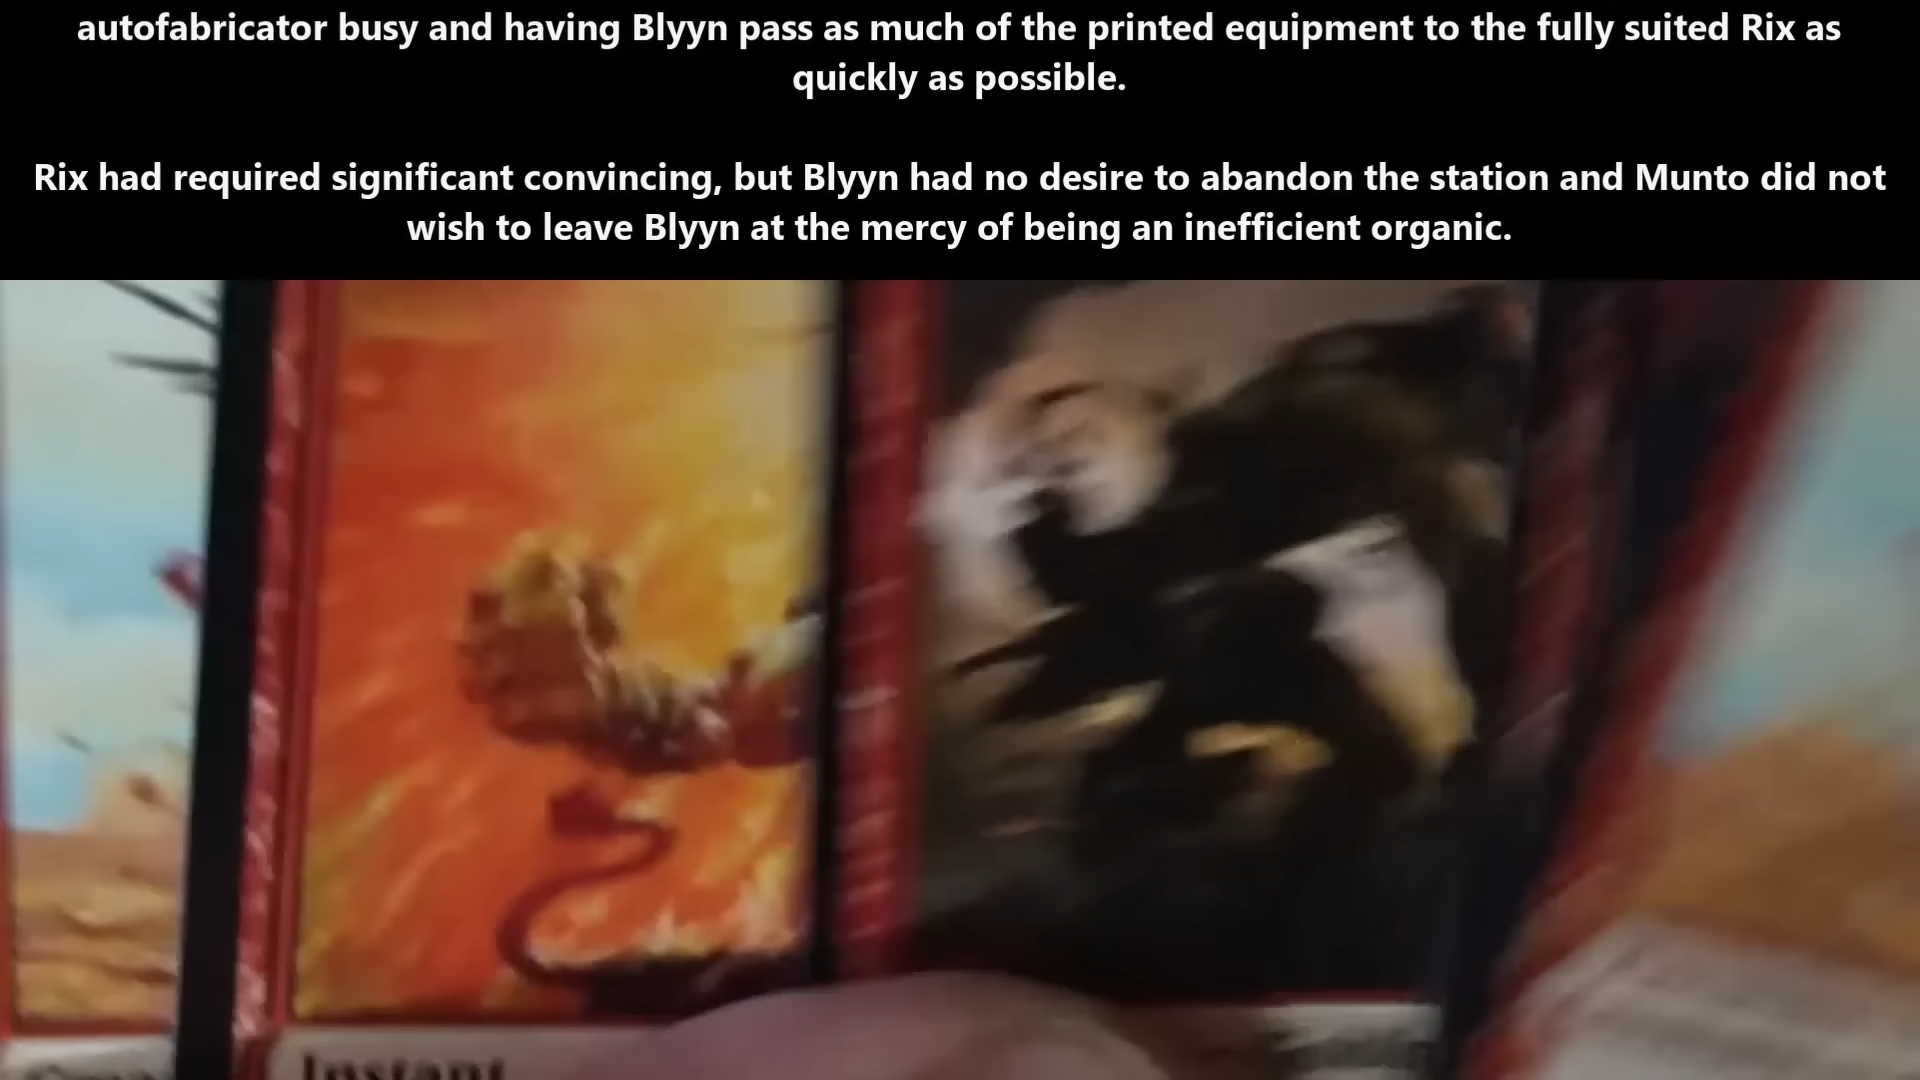 autofabricator busy and having Blyyn pass as much of the printed equipment to the fully suited Rix as
quickly as possible.
Rix had required significant convincing, but Blyyn had no desire to abandon the station and Munto did not
wish to leave Blyyn at the mercy of being an inefficient organic.
Instant